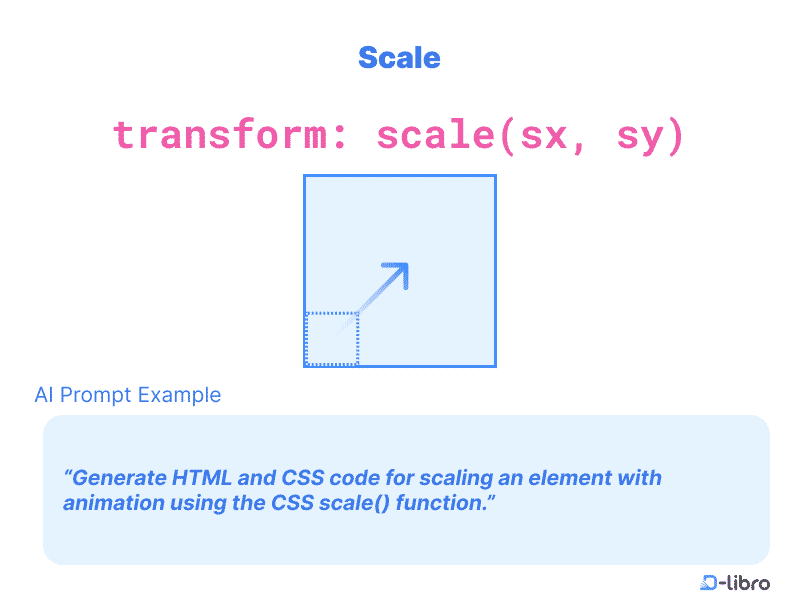 Scale
transform: scale(sx, sy)
AI Prompt Example
“Generate HTML and CSS code for scaling an element with
animation using the CSS scale() function.”
D-libro